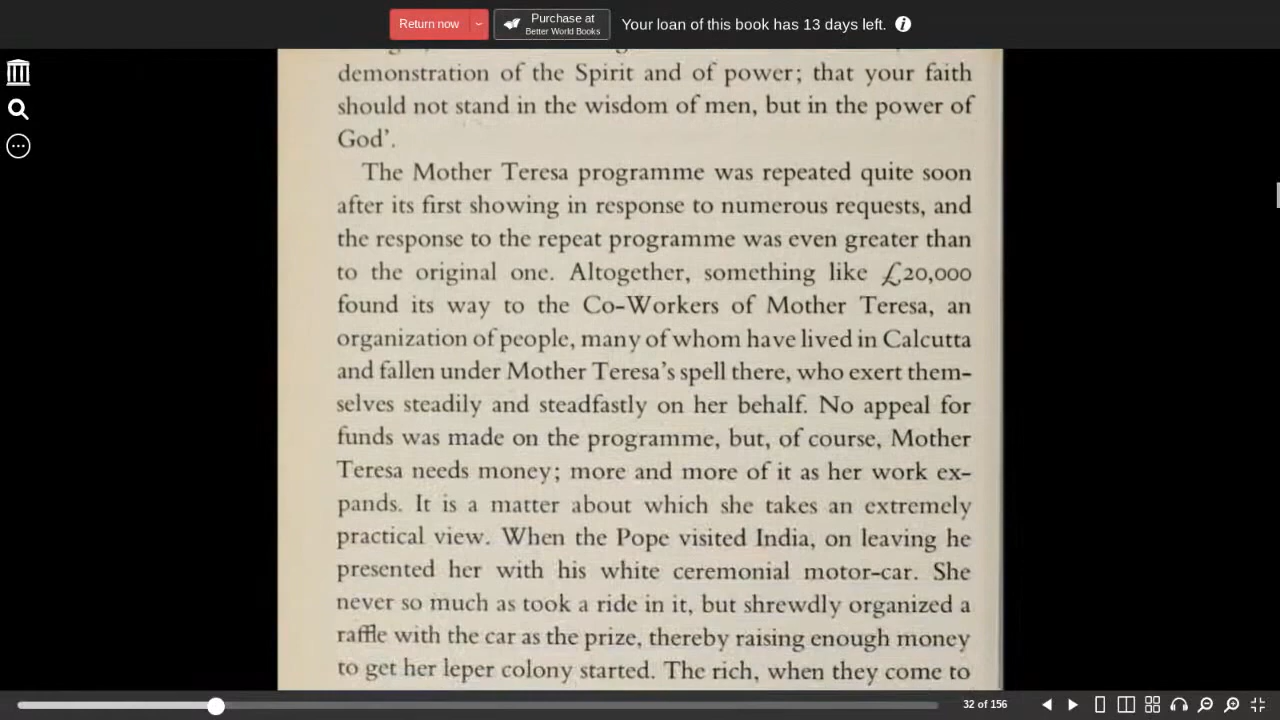 Return now
Purchase at
Better World Books
Your loan of this book has 13 days left.
demonstration of the Spirit and of power; that your faith
should not stand in the wisdom of men, but in the power of
God'.
The Mother Teresa programme was repeated quite soon
after its first showing in response to numerous requests, and
the response to the repeat programme was even greater than
to the original one. Altogether, something like £20,000
found its way to the Co-Workers of Mother Teresa, an
organization of people, many of whom have lived in Calcutta
and fallen under Mother Teresa's spell there, who exert them-
selves steadily and steadfastly on her behalf. No appeal for
funds was made on the programme, but, of course, Mother
Teresa needs money; more and more of it as her work ex-
pands. It is a matter about which she takes an extremely
practical view. When the Pope visited India, on leaving he
presented her with his white ceremonial motor-car. She
never so much as took a ride in it, but shrewdly organized a
raffle with the car as the prize, thereby raising enough money
to get her leper colony started. The rich, when they come to
32 of 156